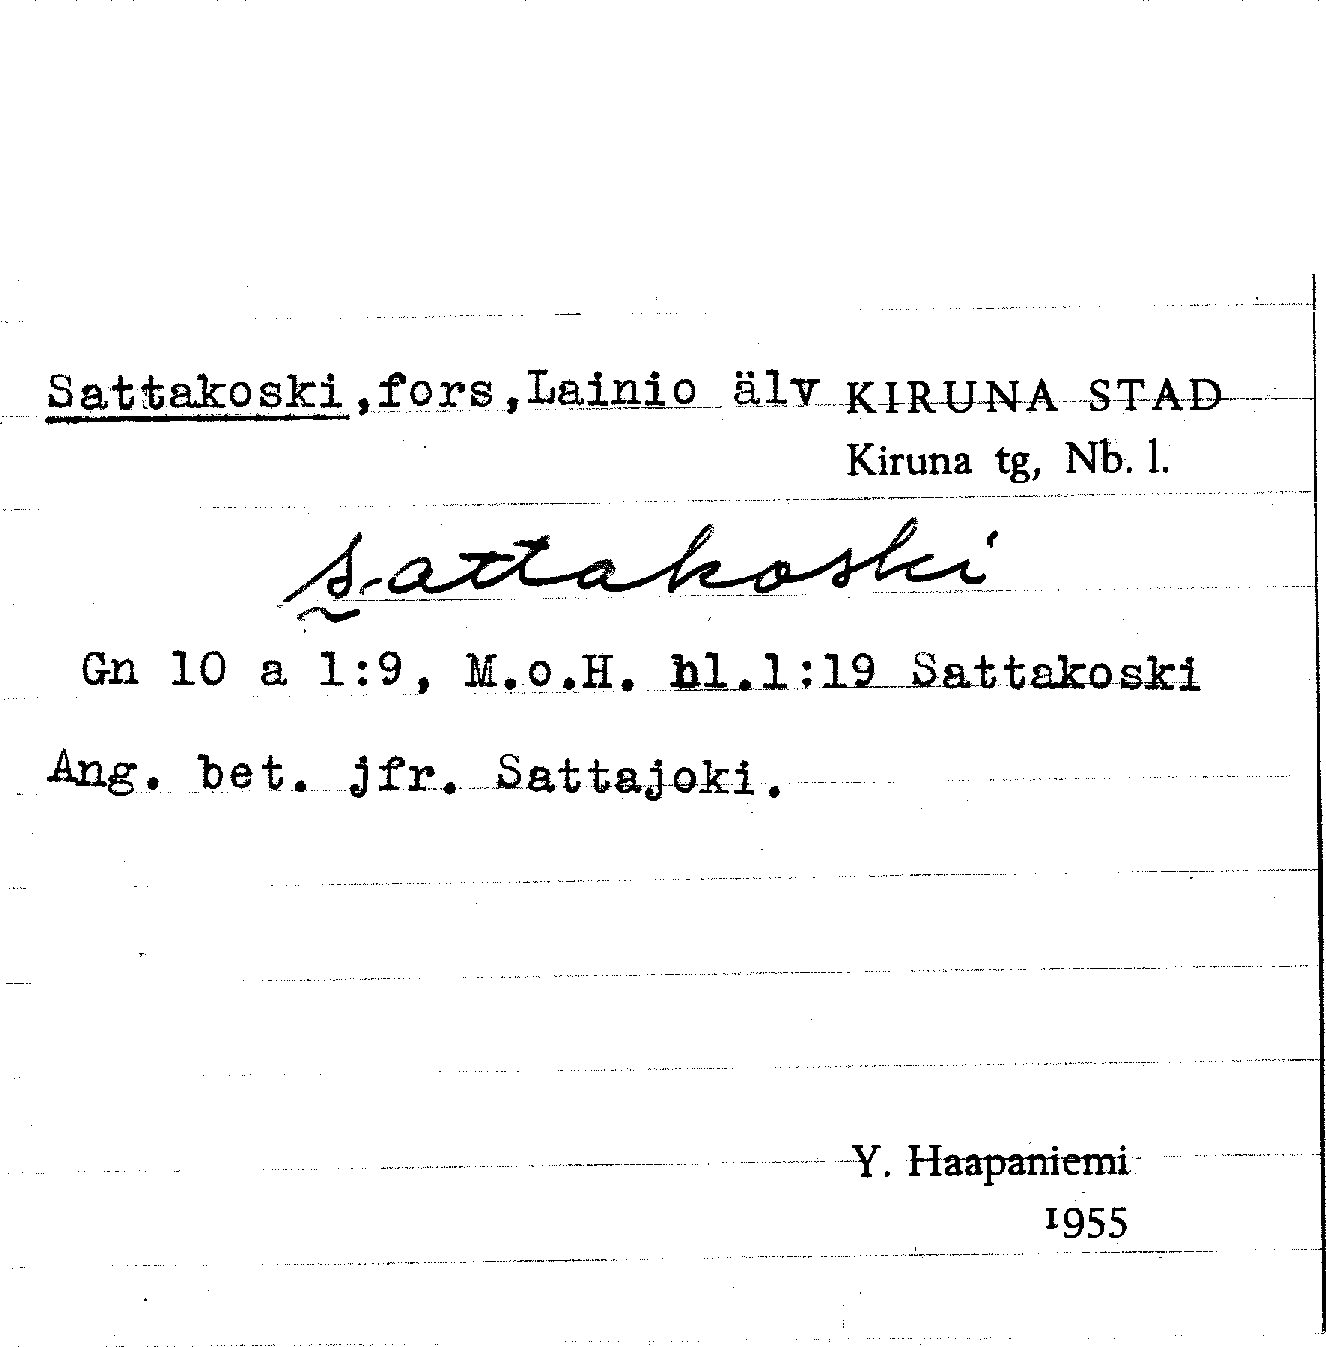 Sattakoski,fors,Lainio älv KIRUNA STAD
Kiruna tg, Nb. l.
s̰attakoski
Gn 10 a 1:9, M.o.H. bl.1:19 Sattakoski
Ang. bet. jfr. Sattajoki.
Y. Haapaniemi
1955